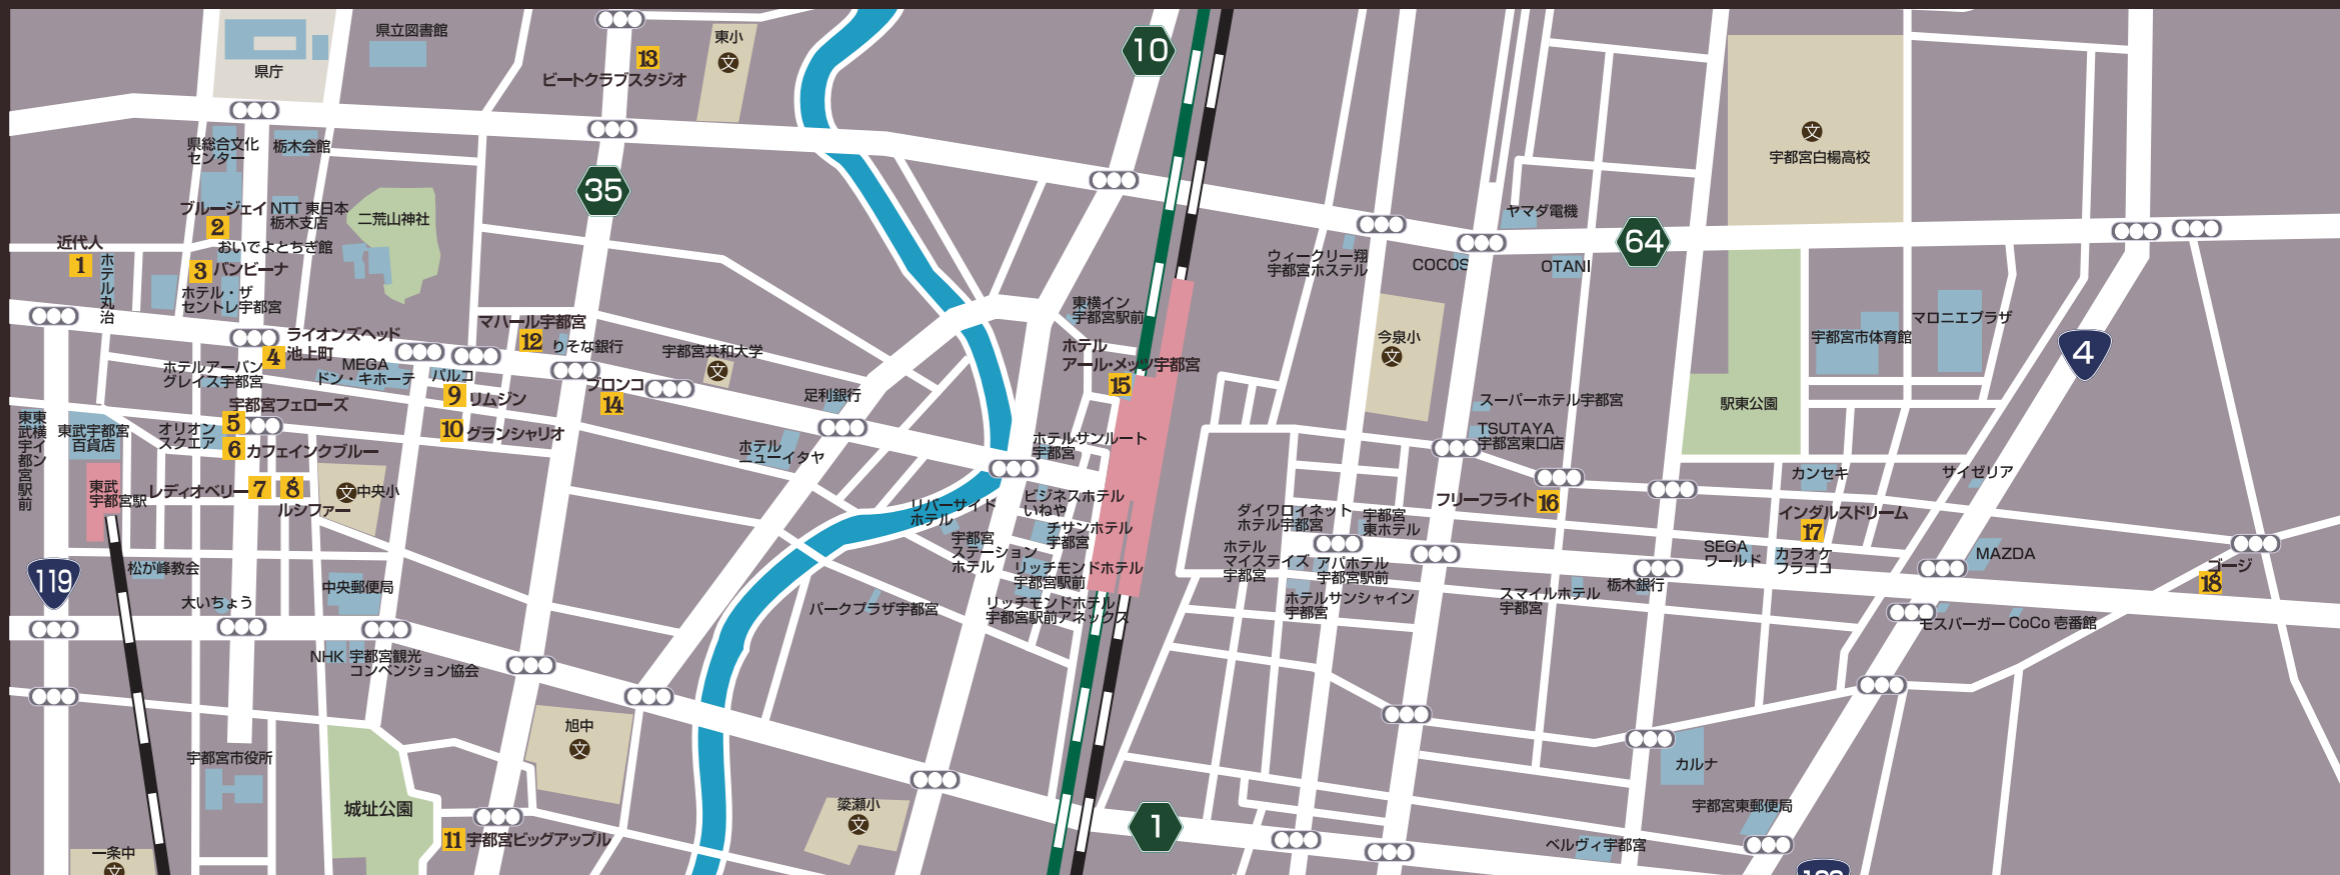 県庁
県立図書館
13
ビートクラブスタジオ
東小
文
10
県総合文化
センター
栃木会館
35
ブルージェイ
2
NTT 東日本
栃木支店
二荒山神社
おいでよとちぎ館
近代人
1
ホテル丸治
3
バンビーナ
ホテル・ザ
セントレ宇都宮
ライオンズヘッド
4
池上町
ホテルアーバン
グレイス宇都宮
MEGA
ドン・キホーテ
マハール宇都宮
12
りそな銀行
パルコ
9
リムジン
10
グランシャリオ
ブロンコ
14
宇都宮共和大学
文
足利銀行
ホテル
ニューイタヤ
宇都宮フェローズ
5
6
カフェインクブルー
オリオン
スクエア
東武宇都宮
百貨店
東横イン
東武宇都宮駅前
東武
宇都宮駅
レディオベリー
7
8
ルシファー
文
中央小
119
松が峰教会
大いちょう
中央郵便局
NHK
宇都宮観光
コンベンション協会
宇都宮市役所
城址公園
11
宇都宮ビッグアップル
一条中
文
旭中
文
簗瀬小
文
パークプラザ宇都宮
リバーサイド
ホテル
宇都宮
ステーション
ホテル
ホテルサンルート
宇都宮
ビジネスホテル
いねや
チサンホテル
宇都宮
リッチモンドホテル
宇都宮駅前
リッチモンドホテル
宇都宮駅前アネックス
東横イン
宇都宮駅前
ホテル
アール・メッツ宇都宮
15
1
ウィークリー翔
宇都宮ホステル
COCOS
ヤマダ電機
OTANI
64
今泉小
文
スーパーホテル宇都宮
TSUTAYA
宇都宮東口店
フリーフライト
16
ダイワロイネット
ホテル宇都宮
宇都宮
東ホテル
ホテル
マイステイズ
宇都宮
アパホテル
宇都宮駅前
ホテルサンシャイン
宇都宮
スマイルホテル
宇都宮
栃木銀行
文
宇都宮白楊高校
駅東公園
宇都宮市体育館
マロニエプラザ
4
カンセキ
サイゼリア
インダルスドリーム
17
SEGA
ワールド
カラオケ
フラココ
MAZDA
ゴージ
18
モスバーガー
CoCo 壱番館
カルナ
宇都宮東郵便局
ベルヴィ宇都宮